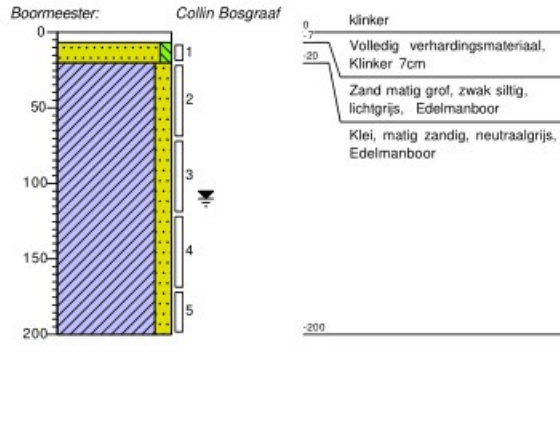 Boormeester: Collin Bosgraaf
0
50
100
150
200
1
2
3
4
5
0
klinker
-7
Volledig verhardingsmateriaal,
Klinker 7cm
-20
Zand matig grof, zwak siltig,
lichtgrijs, Edelmanboor
Klei, matig zandig, neutraalgrijs,
Edelmanboor
-200